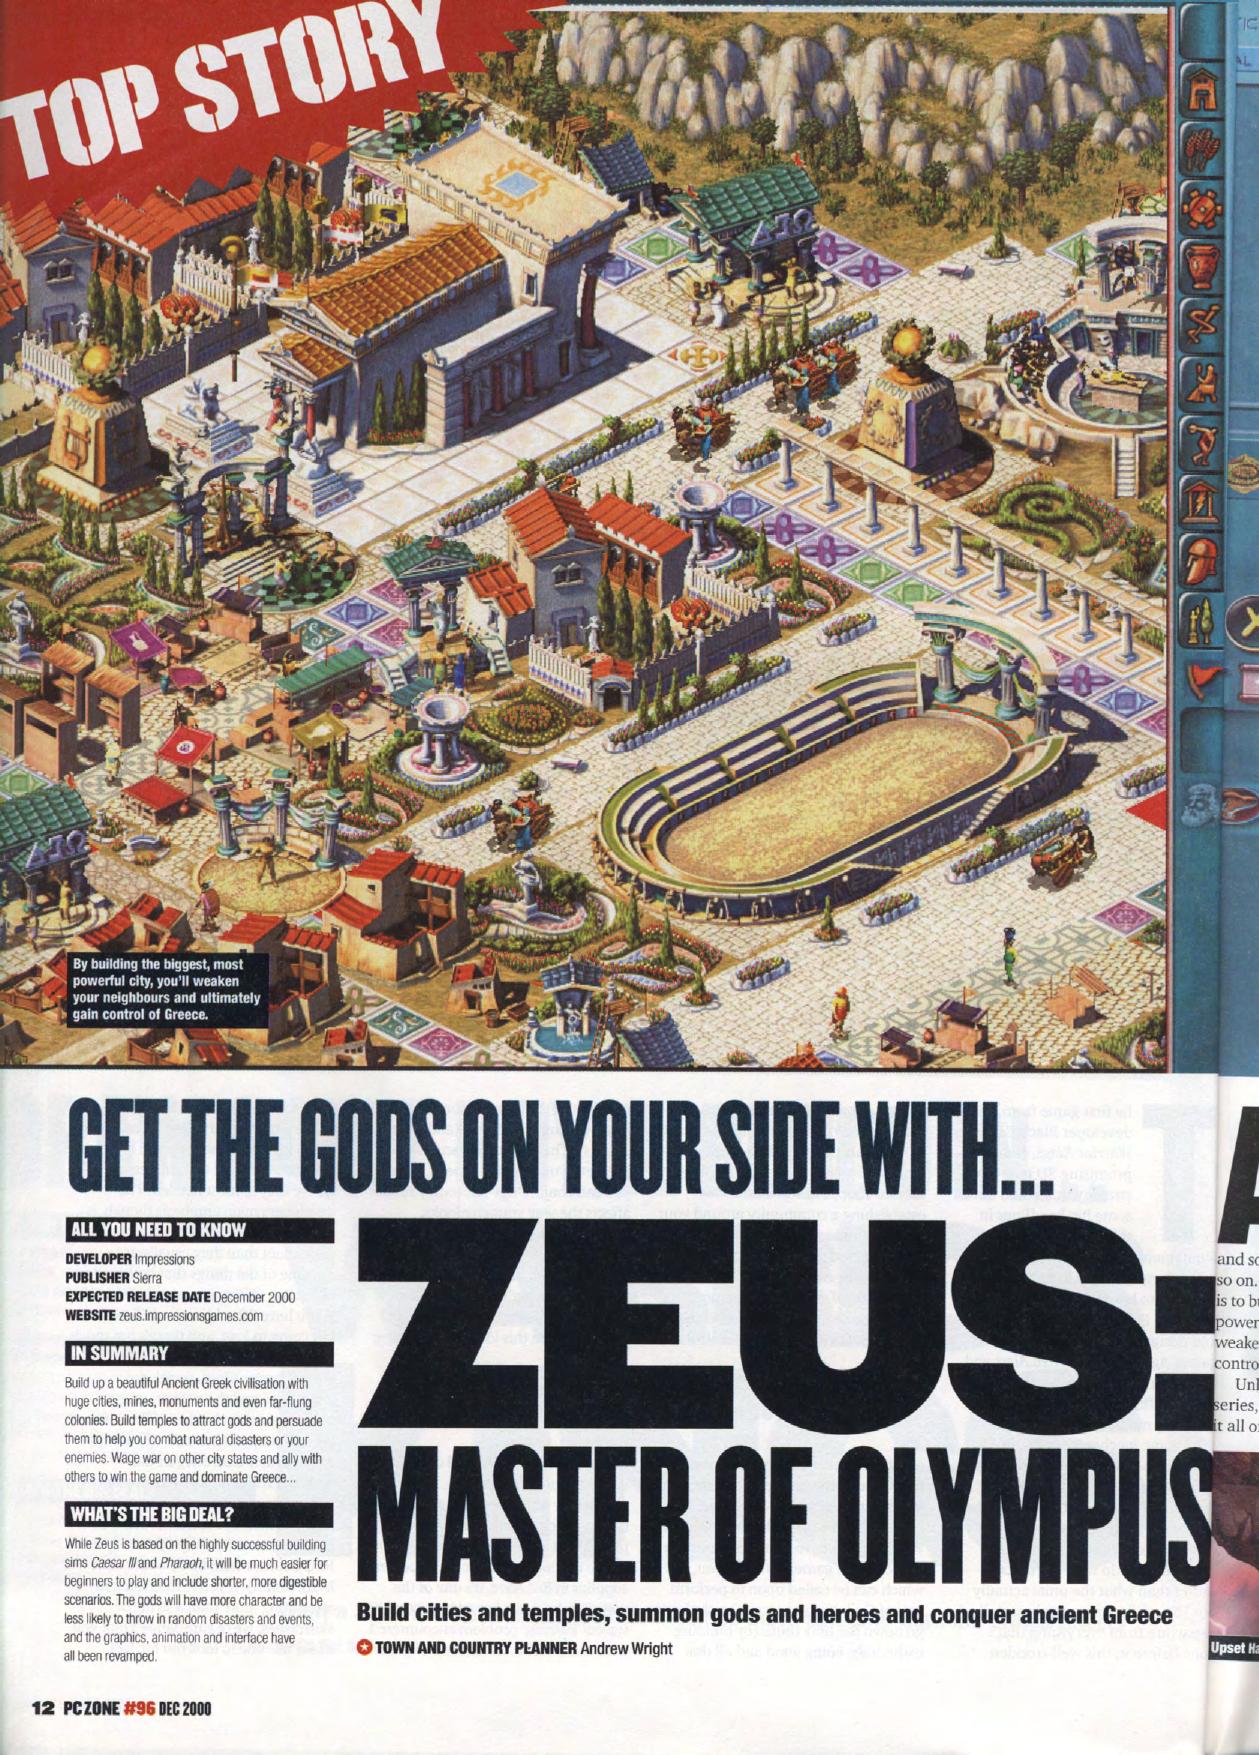 TOP STORY
By building the biggest, most
powerful city, you'll weaken
your neighbours and ultimately
gain control of Greece.
GET THE GODS ON YOUR SIDE WITH...
ALL YOU NEED TO KNOW
DEVELOPER Impressions
PUBLISHER Sierra
EXPECTED RELEASE DATE December 2000
WEBSITE zeus.impressionsgames.com
IN SUMMARY
Build up a beautiful Ancient Greek civilisation with
huge cities, mines, monuments and even far-flung
colonies. Build temples to attract gods and persuade
them to help you combat natural disasters or your
enemies. Wage war on other city states and ally with
others to win the game and dominate Greece...
WHAT'S THE BIG DEAL?
While Zeus is based on the highly successful building
sims Caesar III and Pharaoh, it will be much easier for
beginners to play and include shorter, more digestible
scenarios. The gods will have more character and be
less likely to throw in random disasters and events,
and the graphics, animation and interface have
all been revamped.
ZEUS:
MASTER OF OLYMPUS
Build cities and temples, summon gods and heroes and conquer ancient Greece
TOWN AND COUNTRY PLANNER Andrew Wright
12 PC ZONE #96 DEC 2000
and so
so on.
is to bu
power
weake
contro
Unl
series,
it all o
Upset Ha